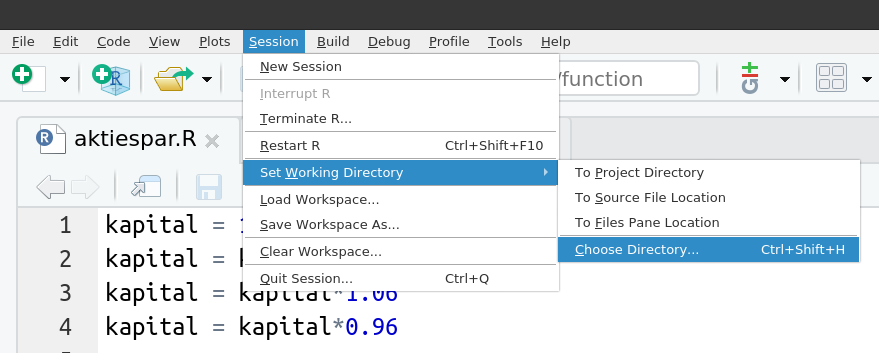 File Edit Code View Plots Session Build Debug Profile Tools Help
New Session
/function
Interrupt R
Terminate R...
aktiespar.R
Restart R Ctrl+Shift+F10
Set Working Directory
To Project Directory
Load Workspace...
To Source File Location
Save Workspace As...
To Files Pane Location
Clear Workspace...
Choose Directory... Ctrl+Shift+H
Quit Session... Ctrl+Q
1 kapital =
2 kapital =
3 kapital = kapital*1.06
4 kapital = kapital*0.96